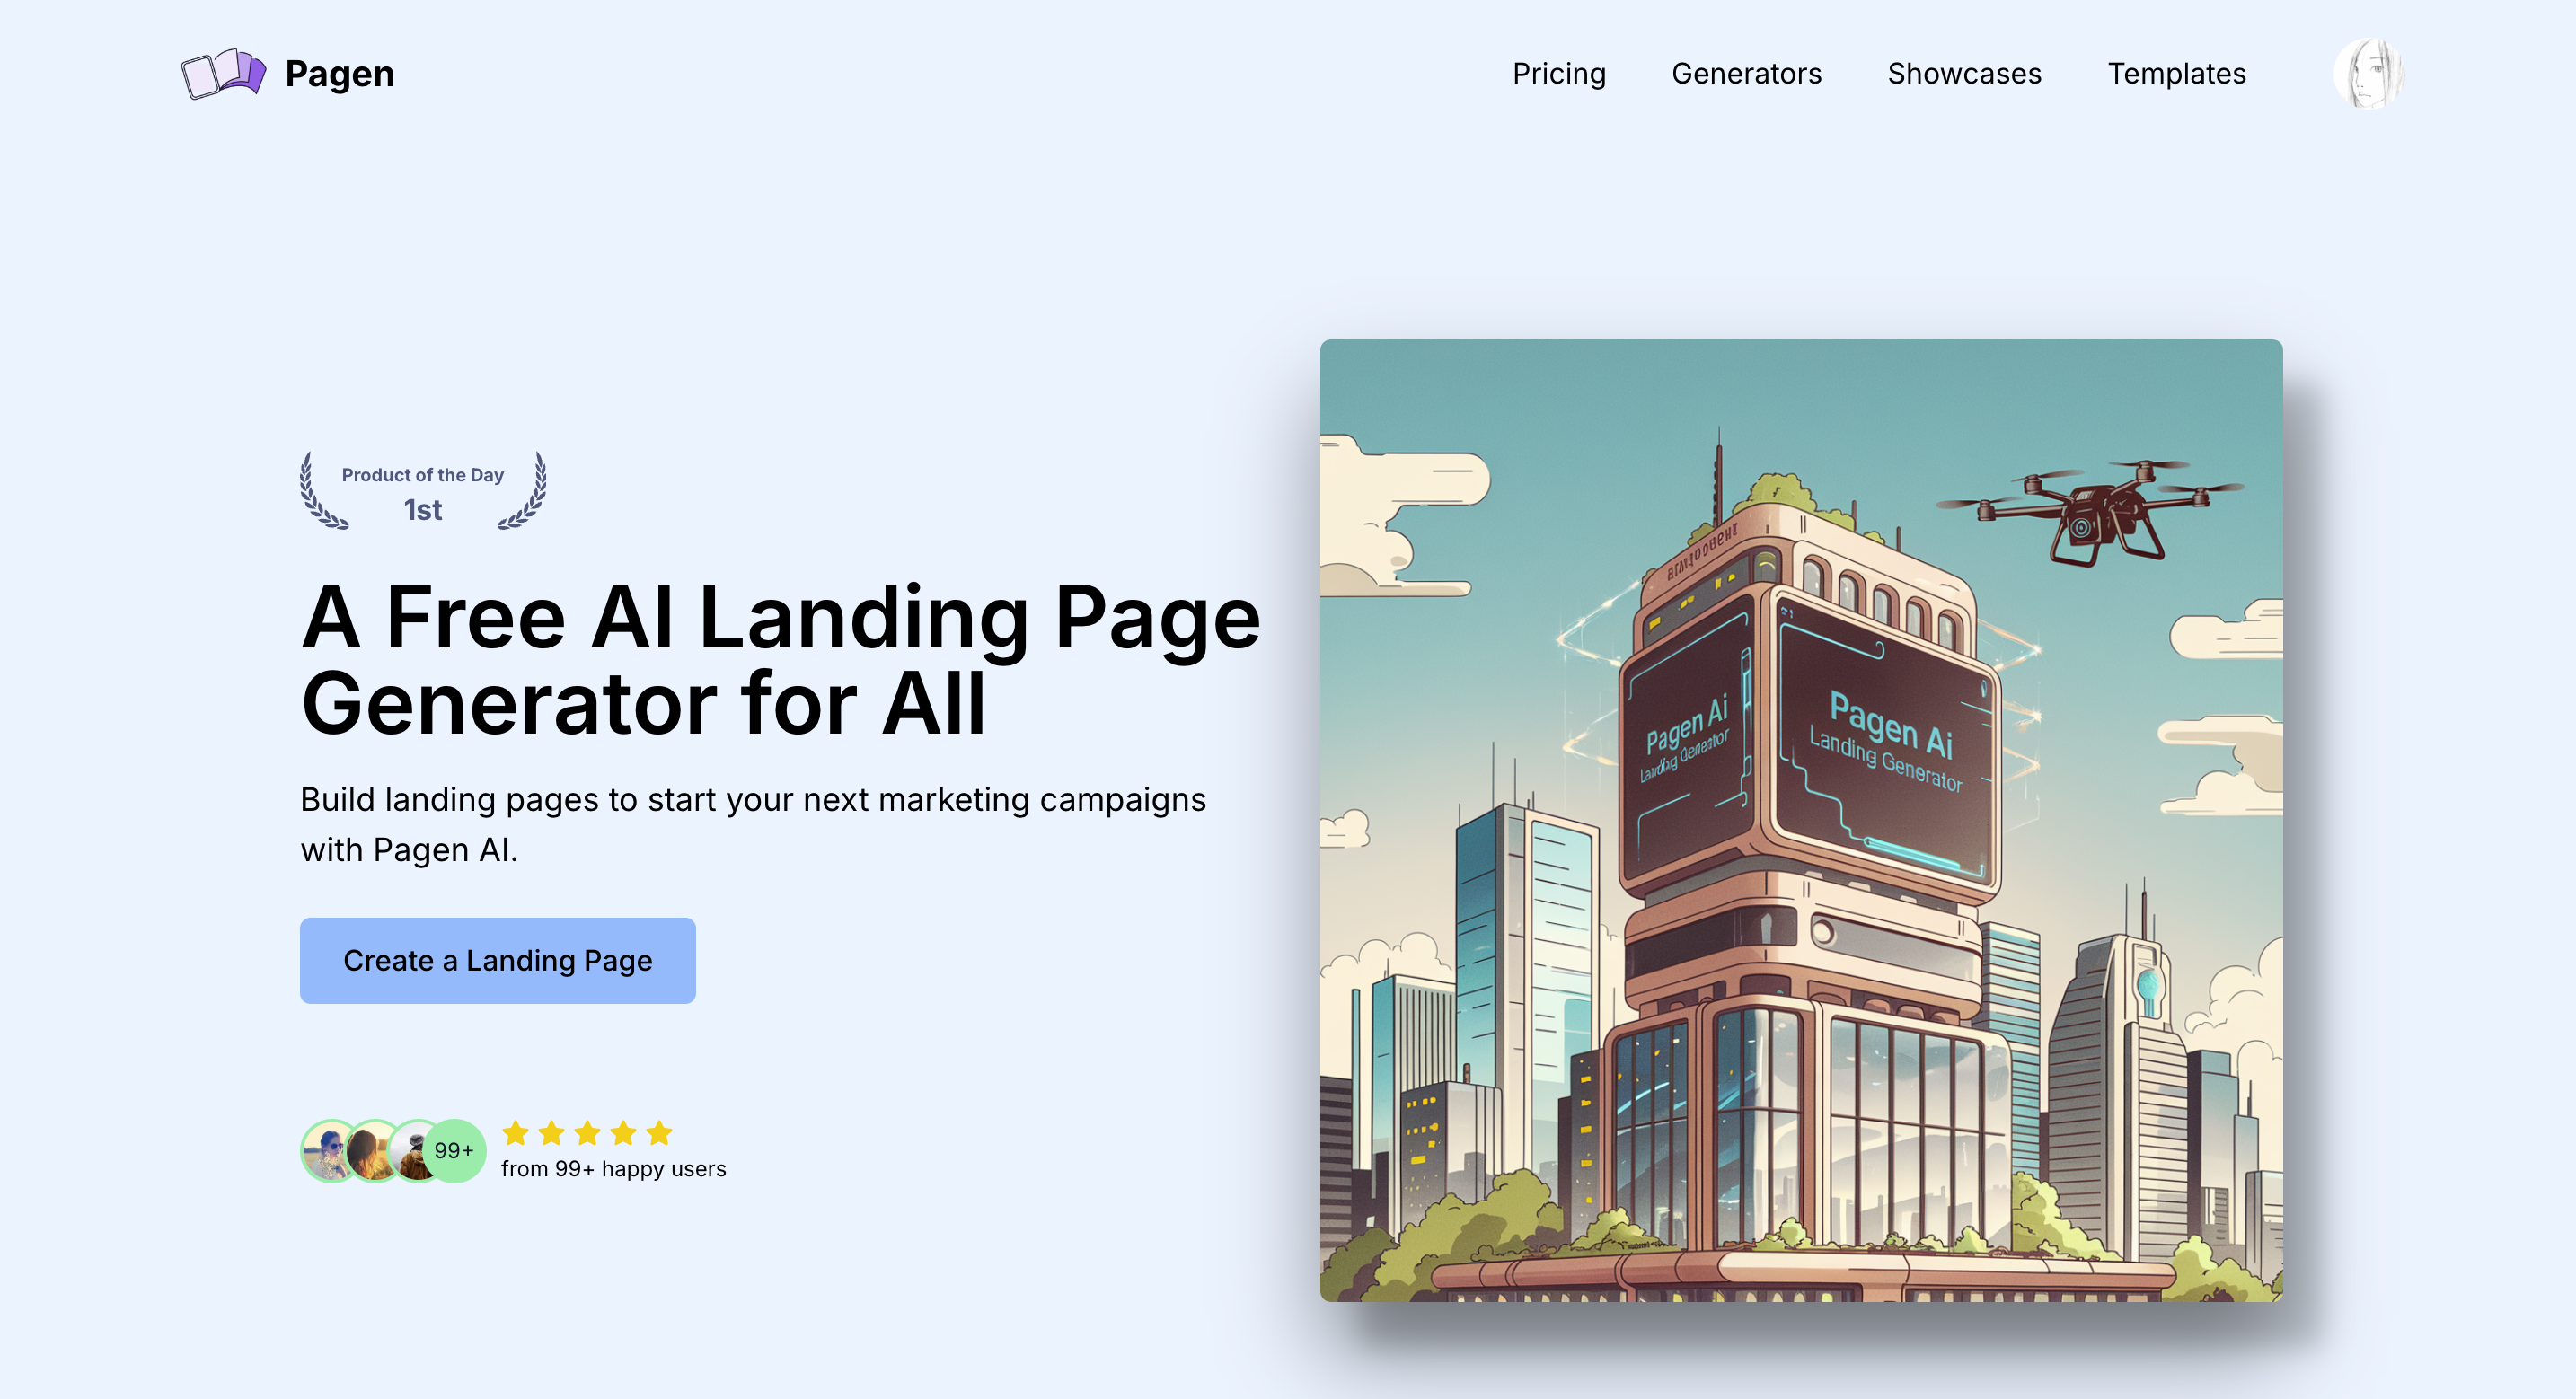 Pagen
Pricing
Generators
Showcases
Templates
Product of the Day
1st
A Free AI Landing Page
Generator for All
Build landing pages to start your next marketing campaigns
with Pagen AI.
Create a Landing Page
99+
from 99+ happy users
Pagen Ai
Landing Generator
Pagen Ai
Landing Generator